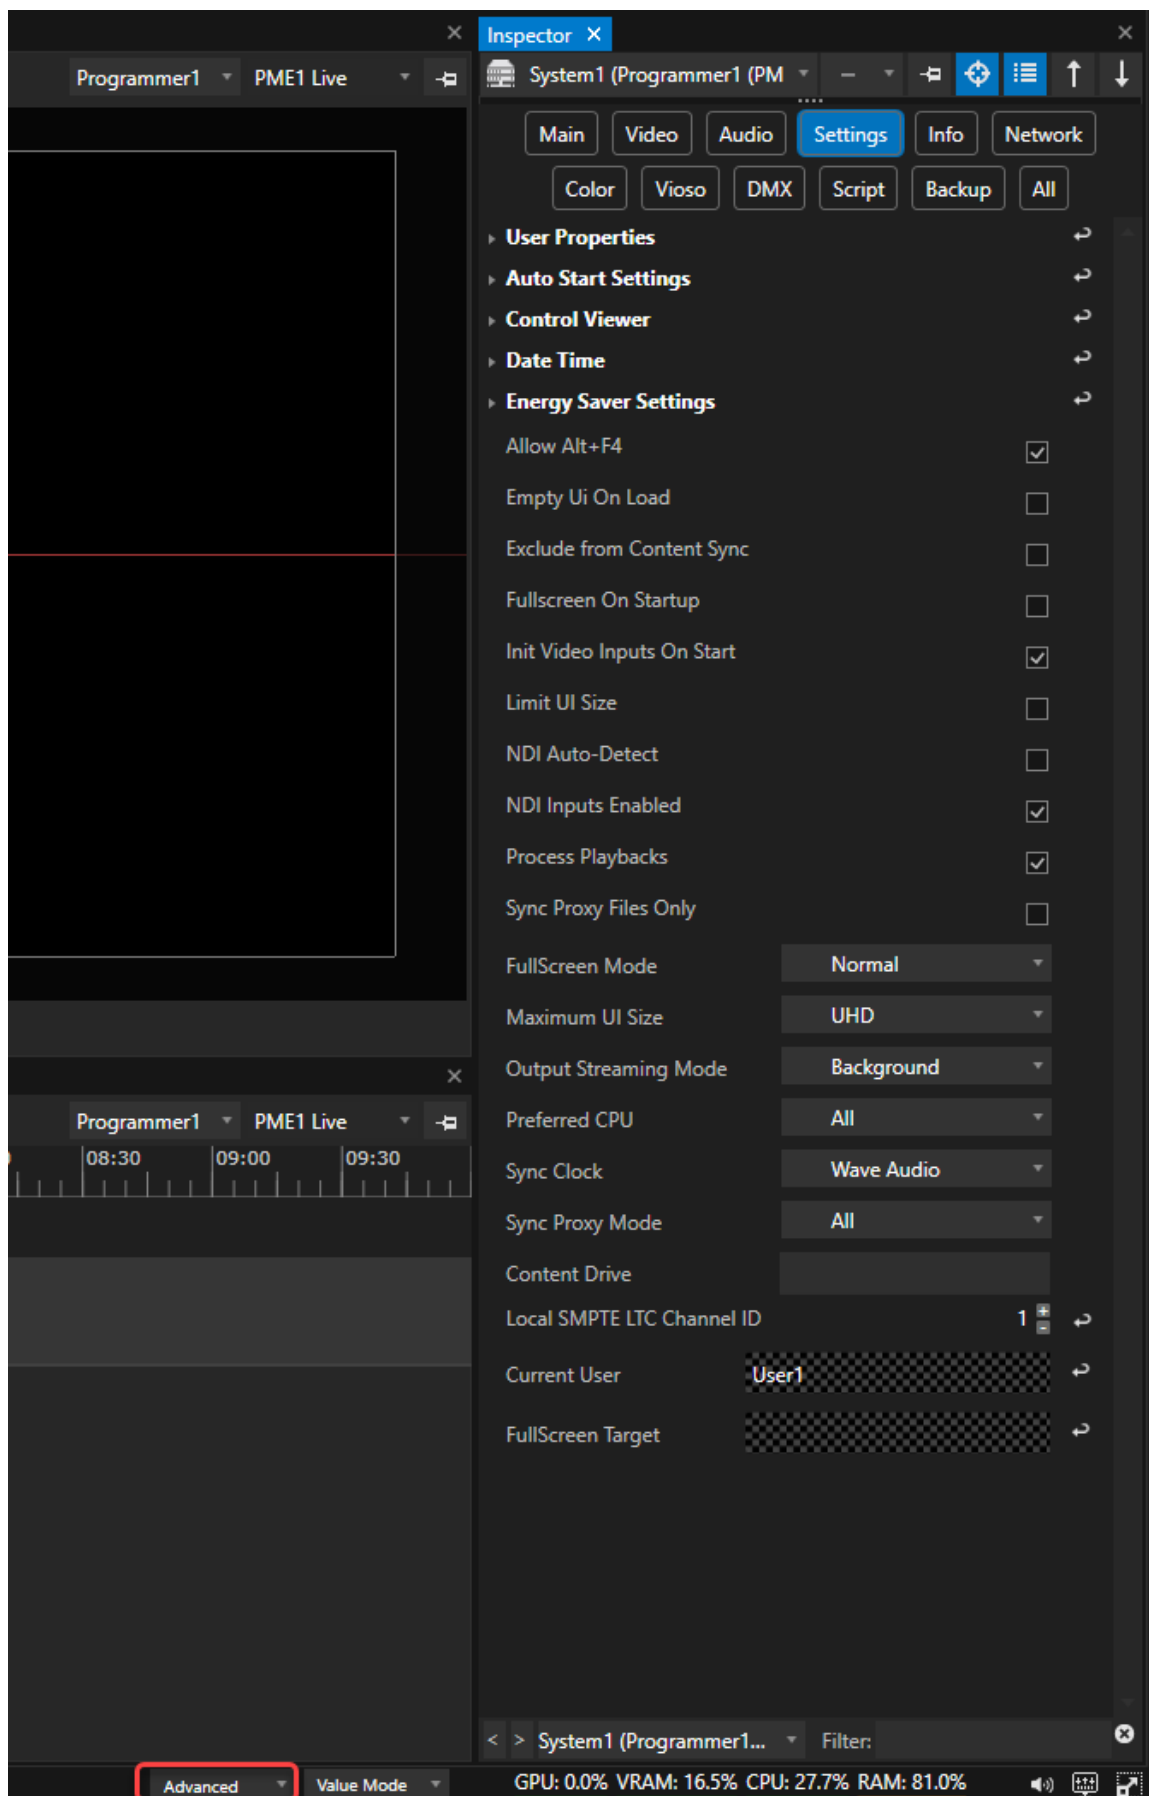 Inspector
Programmer1 PME1 Live
System1 (Programmer1 (PM
Main Video Audio Settings Info Network
Color Vioso DMX Script Backup All
User Properties
Auto Start Settings
Control Viewer
Date Time
Energy Saver Settings
Allow Alt+F4
Empty Ui On Load
Exclude from Content Sync
Fullscreen On Startup
Init Video Inputs On Start
Limit UI Size
NDI Auto-Detect
NDI Inputs Enabled
Process Playbacks
Sync Proxy Files Only
FullScreen Mode Normal
Maximum UI Size UHD
Output Streaming Mode Background
Preferred CPU All
Sync Clock Wave Audio
Sync Proxy Mode All
Content Drive
Local SMPTE LTC Channel ID 1
Current User User1
FullScreen Target
Programmer1 PME1 Live
08:30 09:00 09:30
< > System1 (Programmer1... Filter:
Advanced Value Mode GPU: 0.0% VRAM: 16.5% CPU: 27.7% RAM: 81.0%